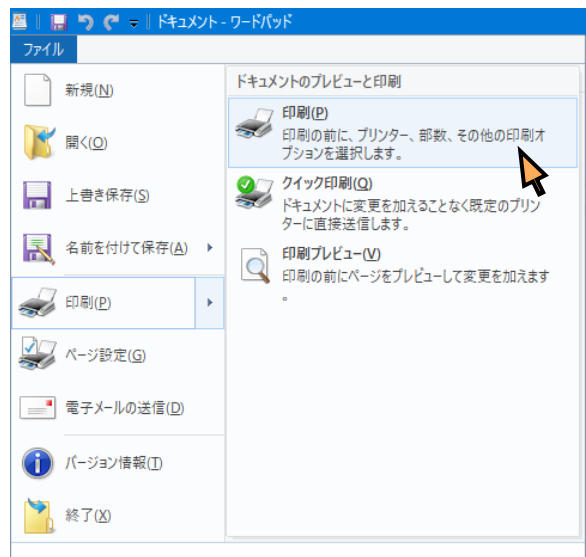 ドキュメント - ワードパッド
ファイル
新規(N)
開く(O)
上書き保存(S)
名前を付けて保存(A)
印刷(P)
ページ設定(G)
電子メールの送信(D)
バージョン情報(T)
終了(X)
ドキュメントのプレビューと印刷
印刷(P)
印刷の前に、プリンター、部数、その他の印刷オ
プションを選択します。
クイック印刷(Q)
ドキュメントに変更を加えることなく既定のプリン
ターに直接送信します。
印刷プレビュー(V)
印刷の前にページをプレビューして変更を加えます
。